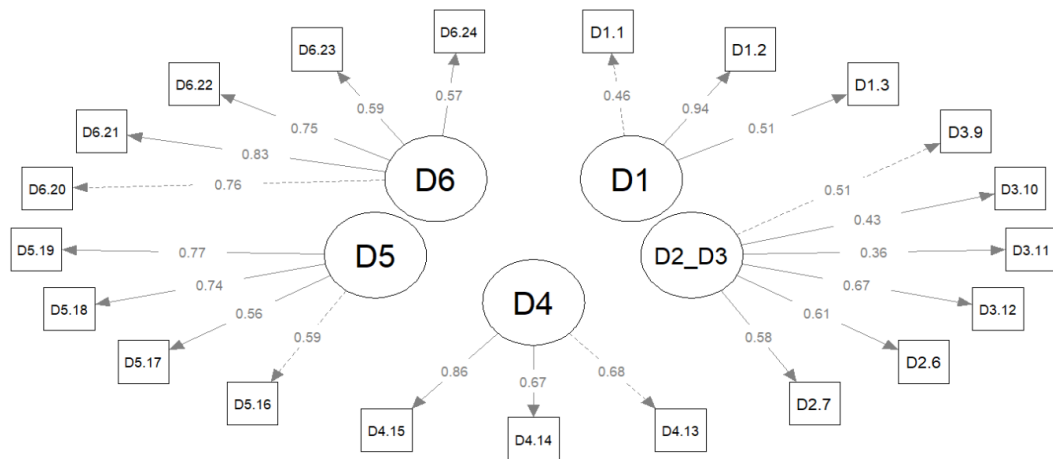 D6.24
D1.1
D6.23
D1.2
D6.22
D1.3
D6.21
D3.9
D6.20
D3.10
D5.19
D3.11
D5.18
D3.12
D5.17
D2.6
D5.16
D2.7
D4.15
D4.14
D4.13
D6
D1
D5
D2_D3
D4
0.57
0.46
0.59
0.94
0.75
0.51
0.83
0.51
0.76
0.43
0.77
0.36
0.74
0.67
0.56
0.61
0.59
0.58
0.86
0.67
0.68